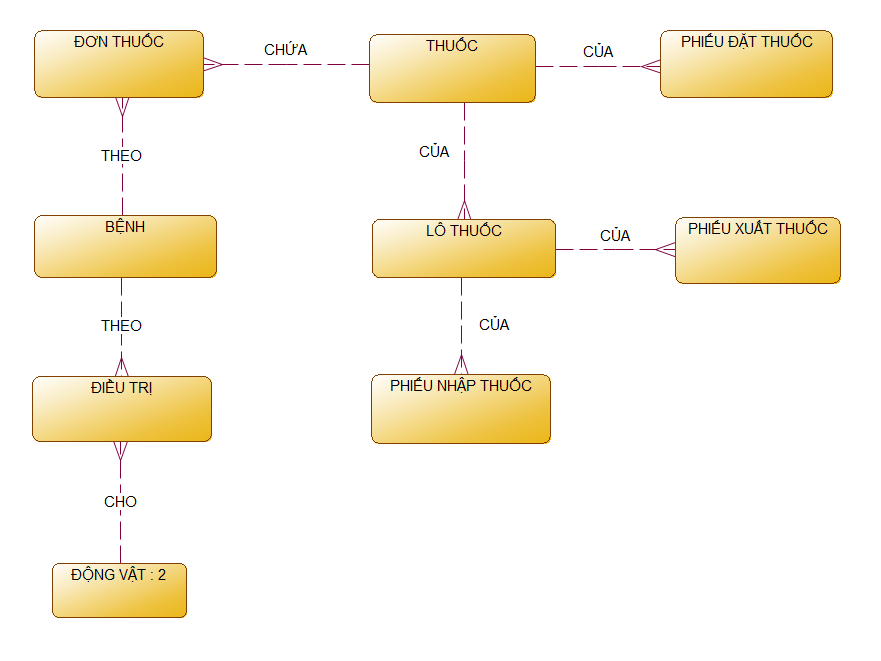 ĐƠN THUỐC
CHỨA
THUỐC
CỦA
PHIẾU ĐẶT THUỐC
THEO
CỦA
BỆNH
LÔ THUỐC
CỦA
PHIẾU XUẤT THUỐC
THEO
CỦA
ĐIỀU TRỊ
PHIẾU NHẬP THUỐC
CHO
ĐỘNG VẬT : 2